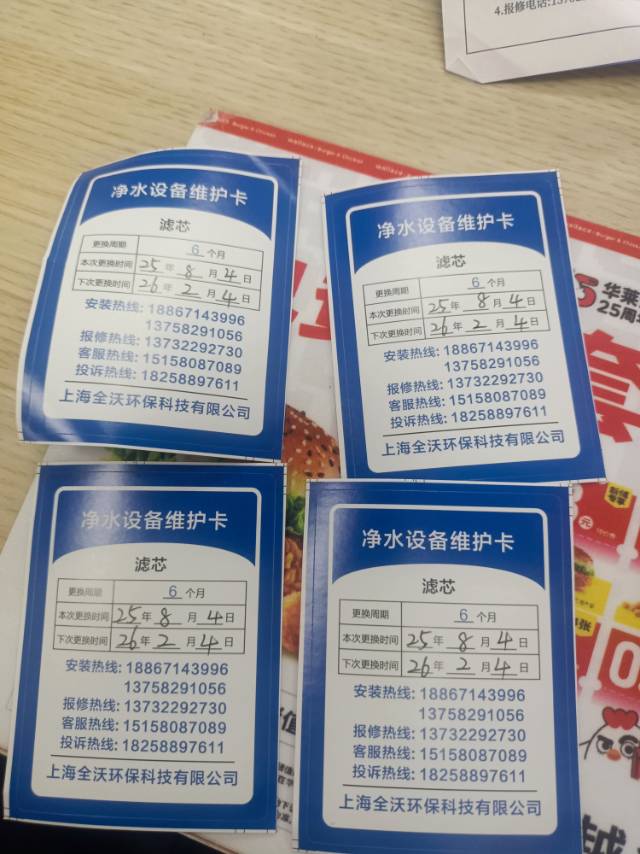 4.报修电话:
wallace·Burger & Chicken
净水设备维护卡
滤芯
更换周期 6 个月
本次更换时间 25 年 8 月 4 日
下次更换时间 26 年 2 月 4 日
安装热线: 18867143996
13758291056
报修热线: 13732292730
客服热线: 15158087089
投诉热线: 18258897611
上海全沃环保科技有限公司
净水设备维护卡
滤芯
更换周期 6 个月
本次更换时间 25 年 8 月 4 日
下次更换时间 26 年 2 月 4 日
安装热线: 18867143996
13758291056
报修热线: 13732292730
客服热线: 15158087089
投诉热线: 18258897611
上海全沃环保科技有限公司
华莱
25周
净水设备维护卡
滤芯
更换周期 6 个月
本次更换时间 25 年 8 月 4 日
下次更换时间 26 年 2 月 4 日
安装热线: 18867143996
13758291056
报修热线: 13732292730
客服热线: 15158087089
投诉热线: 18258897611
上海全沃环保科技有限公司
净水设备维护卡
滤芯
更换周期 6 个月
本次更换时间 25 年 8 月 4 日
下次更换时间 26 年 2 月 4 日
安装热线: 18867143996
13758291056
报修热线: 13732292730
客服热线: 15158087089
投诉热线: 18258897611
上海全沃环保科技有限公司
元